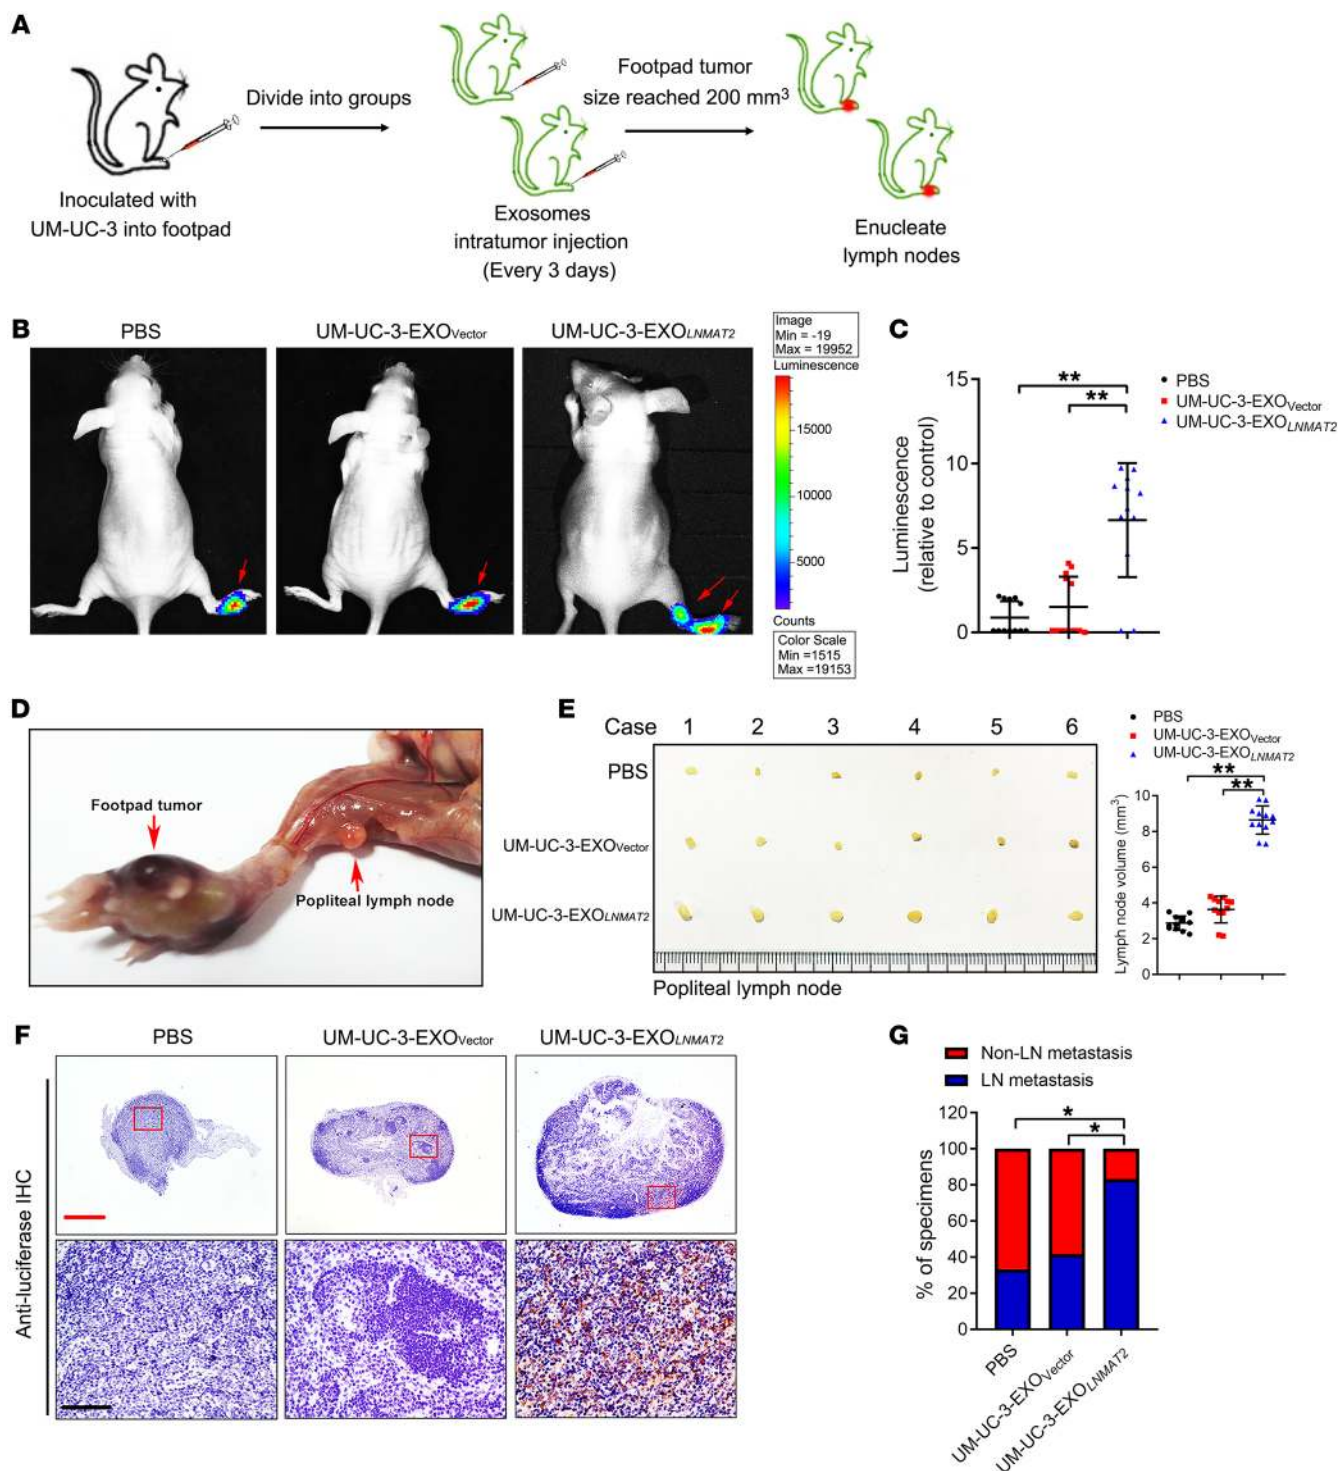 A
Inoculated with
UM-UC-3 into footpad
Divide into groups
Exosomes
intratumor injection
(Every 3 days)
Footpad tumor
size reached 200 mm³
Enucleate
lymph nodes
B
PBS
UM-UC-3-EXOVector
UM-UC-3-EXOLNMAT2
Image
Min = -19
Max = 19952
Luminescence
15000
10000
5000
Counts
Color Scale
Min =1515
Max =19153
C
Luminescence
(relative to control)
15
10
5
0
**
**
PBS
UM-UC-3-EXOVector
UM-UC-3-EXOLNMAT2
D
Footpad tumor
Popliteal lymph node
E
Case 1 2 3 4 5 6
PBS
UM-UC-3-EXOVector
UM-UC-3-EXOLNMAT2
Popliteal lymph node
PBS
UM-UC-3-EXOVector
UM-UC-3-EXOLNMAT2
**
**
Lymph node volume (mm³)
10
8
6
4
2
0
F
PBS
UM-UC-3-EXOVector
UM-UC-3-EXOLNMAT2
Anti-luciferase IHC
G
Non-LN metastasis
LN metastasis
% of specimens
120
100
80
60
40
20
0
*
*
PBS
UM-UC-3-EXOVector
UM-UC-3-EXOLNMAT2